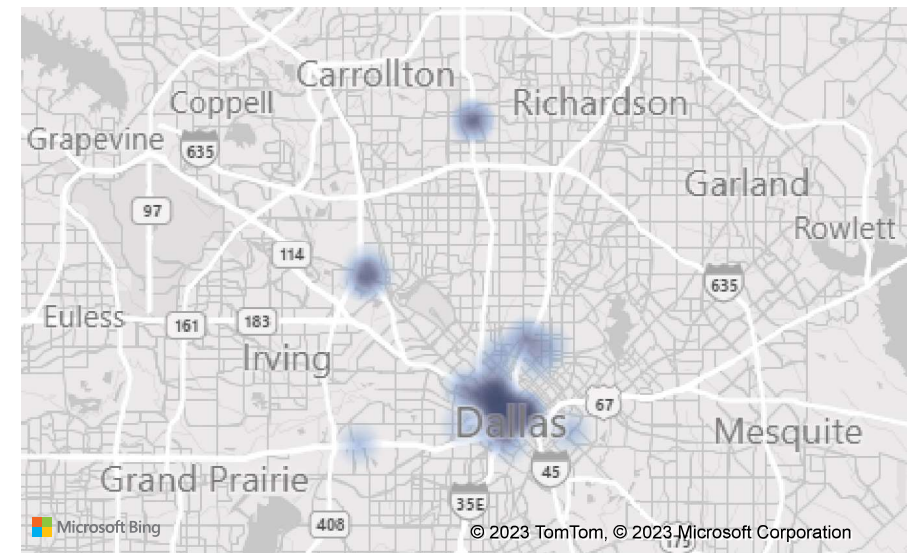 Carrollton
Coppell
Richardson
Grapevine
635
Garland
97
Rowlett
114
635
Euless
161
183
Irving
67
Dallas
Mesquite
45
Grand Prairie
35E
408
Microsoft Bing
© 2023 TomTom, © 2023 Microsoft Corporation
175